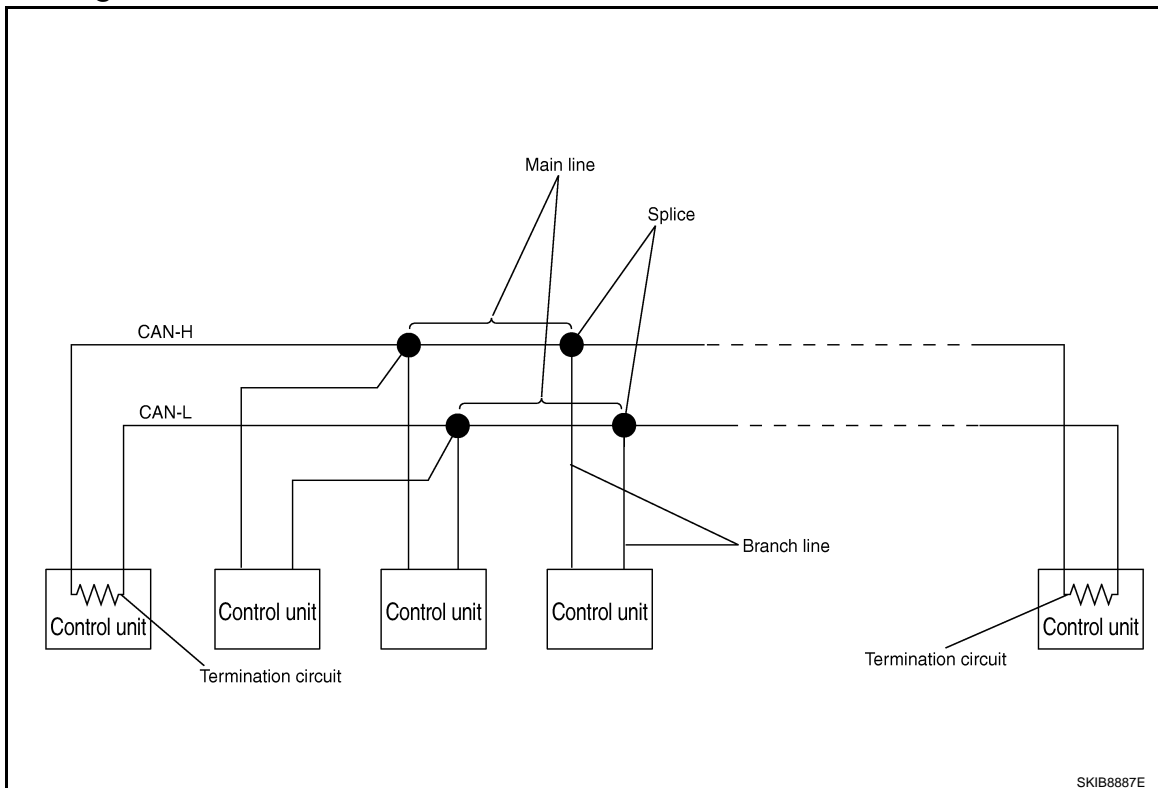 Main line
Splice
CAN-H
CAN-L
Branch line
Control unit
Control unit
Control unit
Control unit
Control unit
Termination circuit
Termination circuit
SKIB8887E